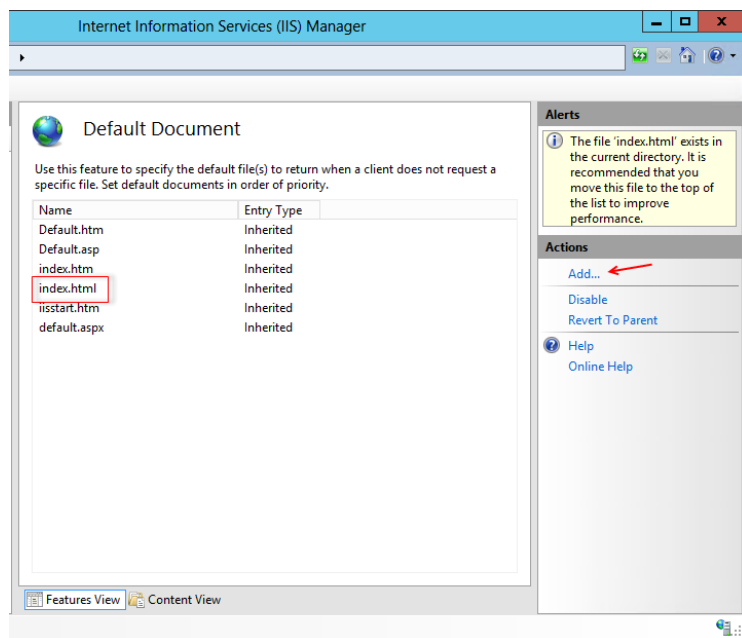 Internet Information Services (IIS) Manager
Default Document
Use this feature to specify the default file(s) to return when a client does not request a
specific file. Set default documents in order of priority.
Name Entry Type
Default.htm Inherited
Default.asp Inherited
index.htm Inherited
index.html Inherited
iisstart.htm Inherited
default.aspx Inherited
Features View Content View
Alerts
The file 'index.html' exists in
the current directory. It is
recommended that you
move this file to the top of
the list to improve
performance.
Actions
Add...
Disable
Revert To Parent
Help
Online Help